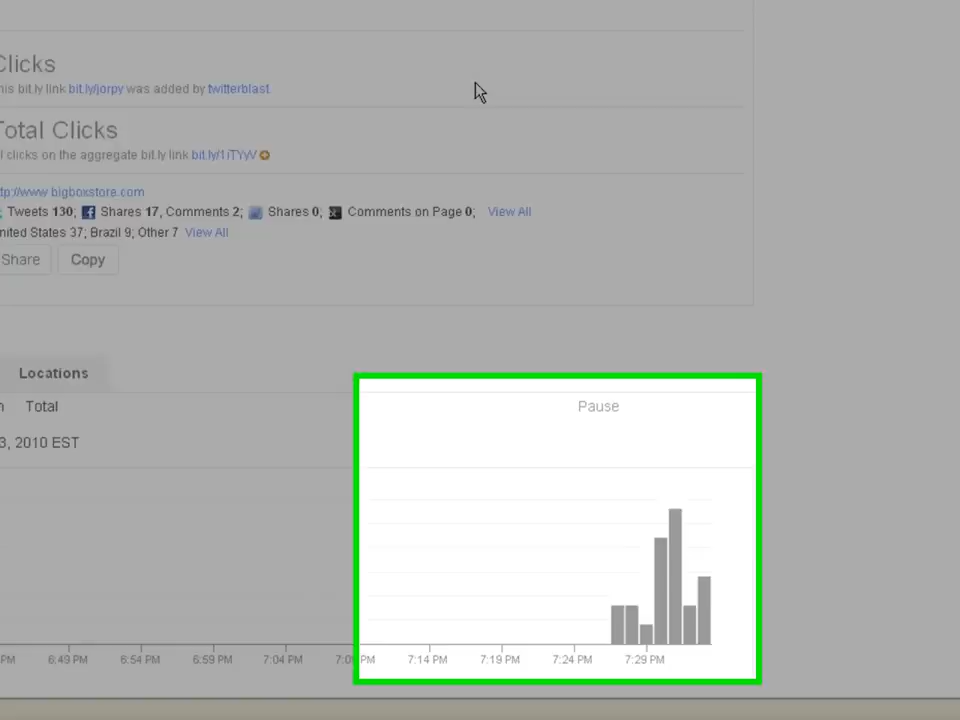 Clicks
his bit.ly link bit.ly/jorpy was added by twitterblast.
Total Clicks
l clicks on the aggregate bit.ly link bit.ly/1iTYyV
tp://www.bigboxstore.com
Tweets 130; Shares 17, Comments 2; Shares 0; Comments on Page 0; View All
nited States 37; Brazil 9; Other 7 View All
Share Copy
Locations
n Total Pause
3, 2010 EST
PM 6:49 PM 6:54 PM 6:59 PM 7:04 PM 7:09 PM 7:14 PM 7:19 PM 7:24 PM 7:29 PM